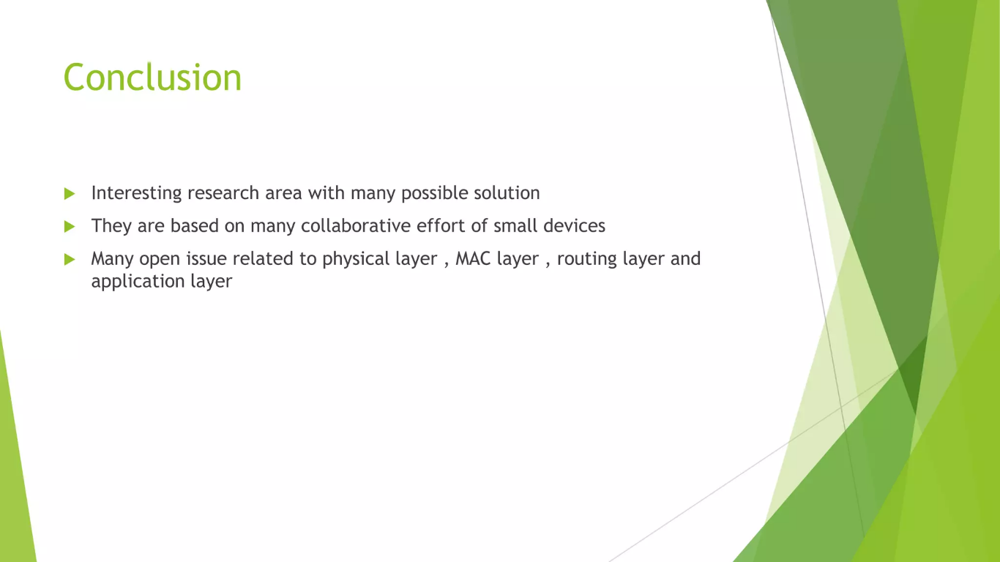 Conclusion
Interesting research area with many possible solution
They are based on many collaborative effort of small devices
Many open issue related to physical layer , MAC layer , routing layer and
application layer